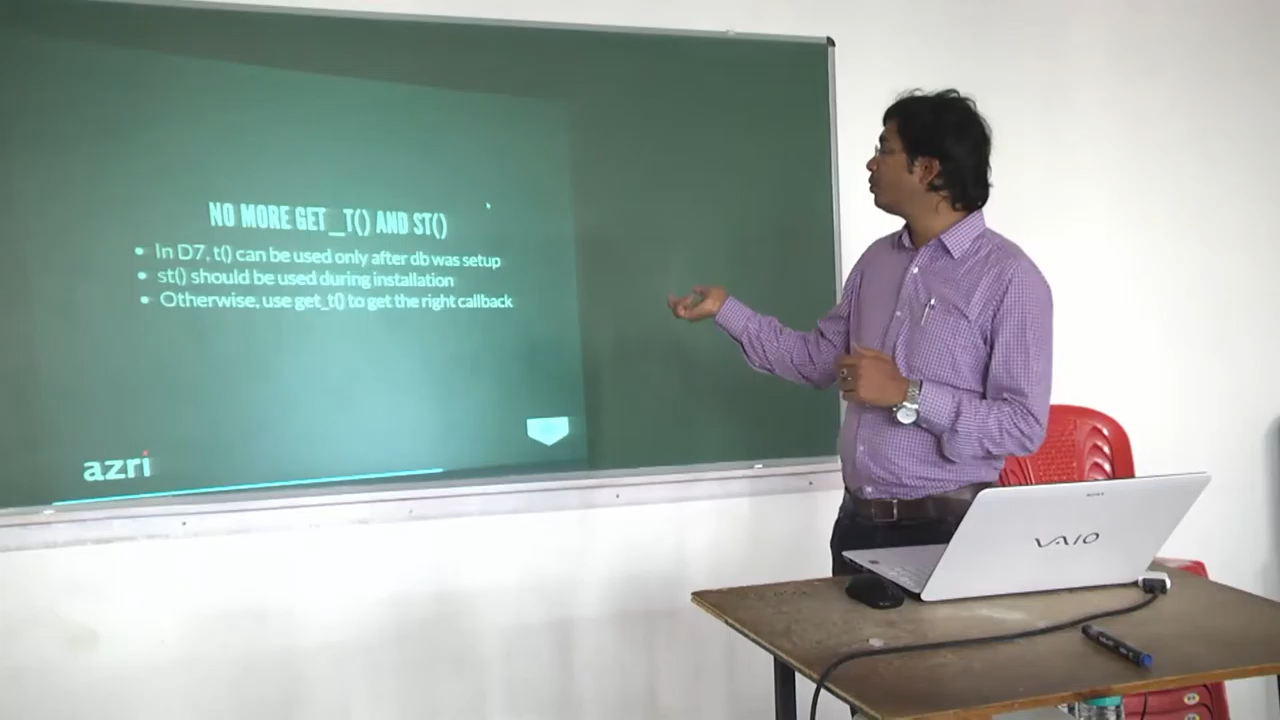 NO MORE GET_T() AND ST()
In D7, t() can be used only after db was setup
st() should be used during installation
Otherwise, use get_t() to get the right callback
azri
SONY
VAIO